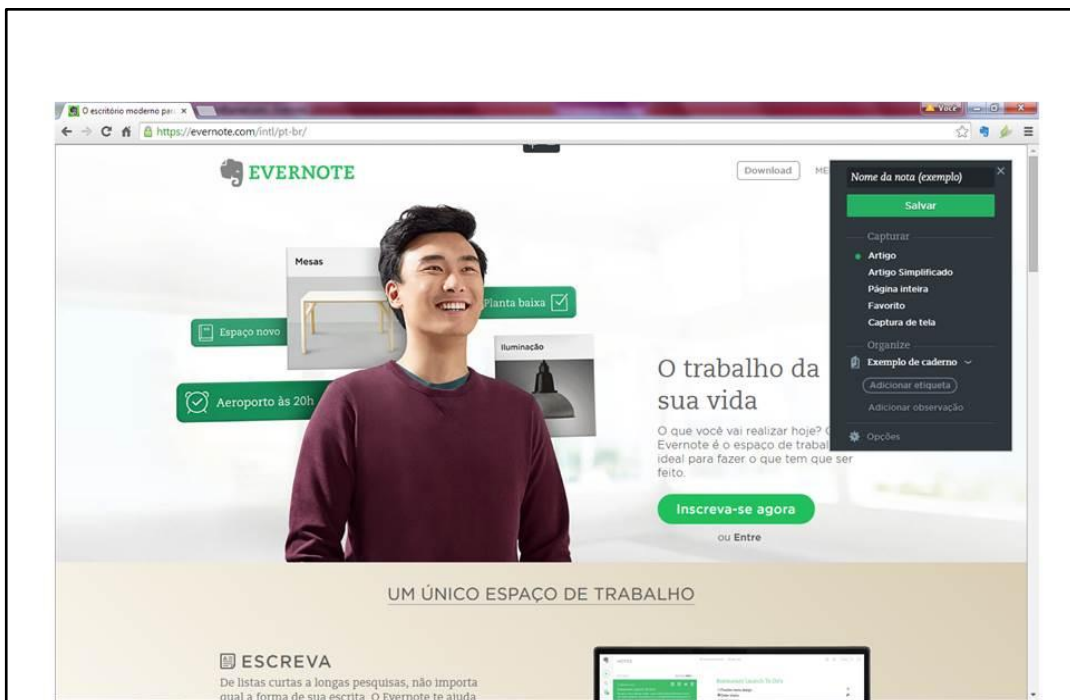 O escritório moderno par
Você
https://evernote.com/intl/pt-br/
EVERNOTE
Download
ME
Nome da nota (exemplo)
Salvar
Capturar
Artigo
Artigo Simplificado
Página inteira
Favorito
Captura de tela
Organize
Exemplo de caderno
Adicionar etiqueta
Adicionar observação
Opções
Mesas
Planta baixa
Espaço novo
Iluminação
Aeroporto às 20h
O trabalho da
sua vida
O que você vai realizar hoje?
Evernote é o espaço de trabal
ideal para fazer o que tem que ser
feito.
Inscreva-se agora
ou Entre
UM ÚNICO ESPAÇO DE TRABALHO
ESCREVA
De listas curtas a longas pesquisas, não importa
qual a forma de sua escrita. O Evernote te ajuda